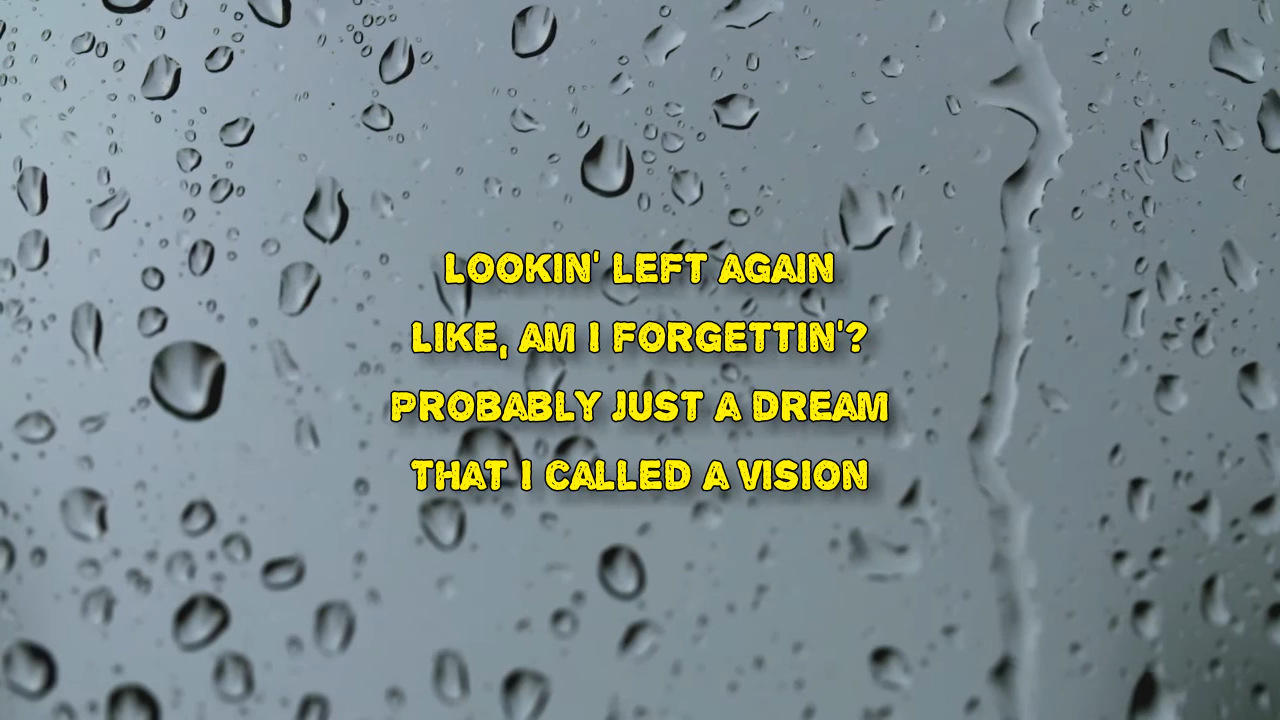 LOOKIN' LEFT AGAIN
LIKE, AM I FORGETTIN'?
PROBABLY JUST A DREAM
THAT I CALLED A VISION